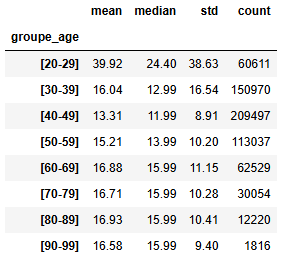 mean median std count
groupe_age
[20-29] 39.92 24.40 38.63 60611
[30-39] 16.04 12.99 16.54 150970
[40-49] 13.31 11.99 8.91 209497
[50-59] 15.21 13.99 10.20 113037
[60-69] 16.88 15.99 11.15 62529
[70-79] 16.71 15.99 10.28 30054
[80-89] 16.93 15.99 10.41 12220
[90-99] 16.58 15.99 9.40 1816